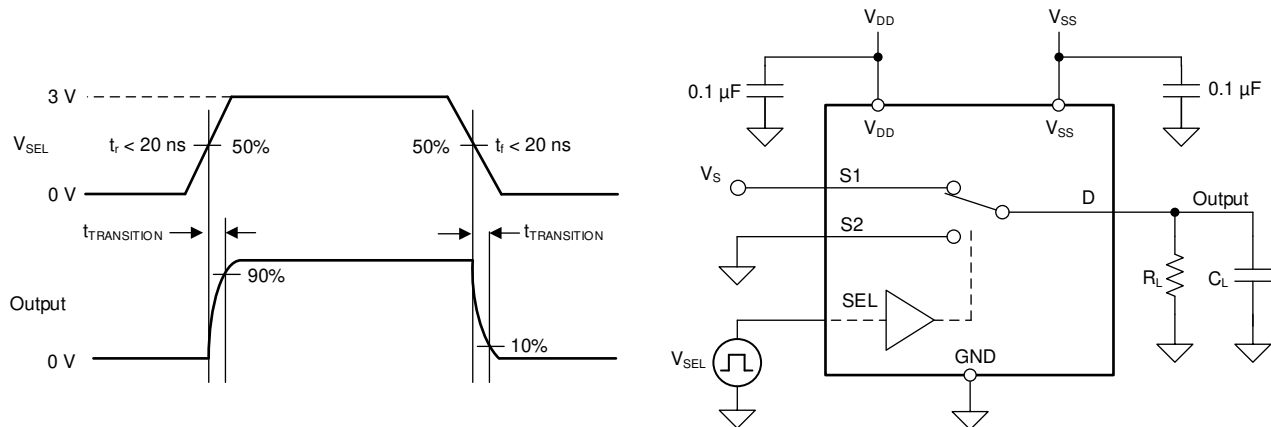 3 V
V_SEL
t_r < 20 ns
50%
50%
t_f < 20 ns
0 V
t_TRANSITION
t_TRANSITION
90%
Output
10%
0 V
V_DD
V_SS
0.1 µF
0.1 µF
V_DD
V_SS
V_S
S1
D
Output
S2
R_L
C_L
SEL
V_SEL
GND